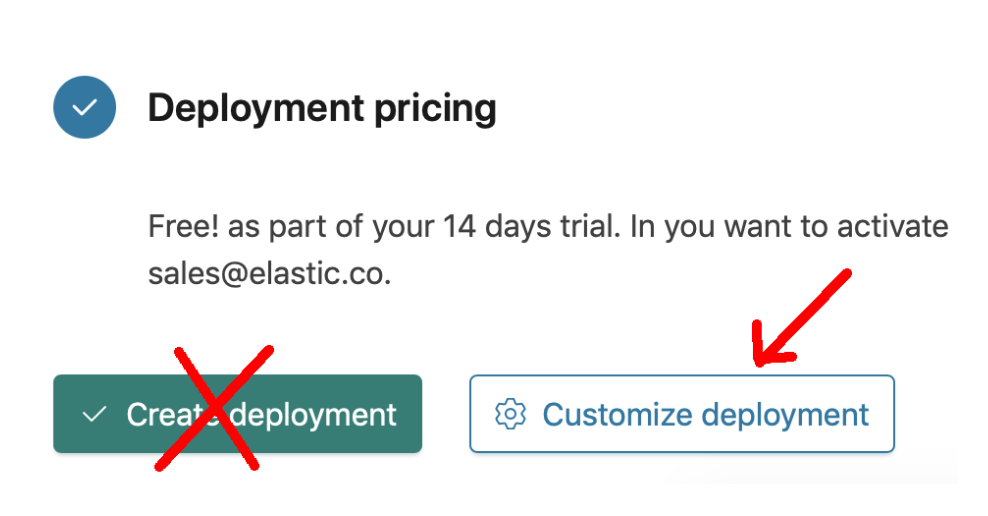 Deployment pricing
Free! as part of your 14 days trial. In you want to activate
sales@elastic.co.
Create deployment
Customize deployment